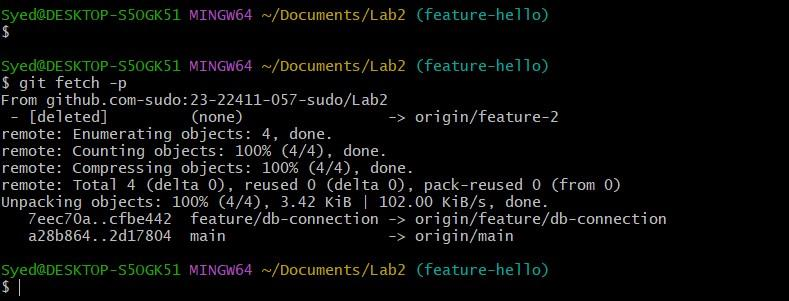 Syed@DESKTOP-S5OGK51 MINGW64 ~/Documents/Lab2 (feature-hello)
$
Syed@DESKTOP-S5OGK51 MINGW64 ~/Documents/Lab2 (feature-hello)
$ git fetch -p
From github.com-sudo:23-22411-057-sudo/Lab2
 - [deleted]         (none)                -> origin/feature-2
remote: Enumerating objects: 4, done.
remote: Counting objects: 100% (4/4), done.
remote: Compressing objects: 100% (4/4), done.
remote: Total 4 (delta 0), reused 0 (delta 0), pack-reused 0 (from 0)
Unpacking objects: 100% (4/4), 3.42 KiB | 102.00 KiB/s, done.
   7eec70a..cfbe442  feature/db-connection -> origin/feature/db-connection
   a28b864..2d17804  main                  -> origin/main
Syed@DESKTOP-S5OGK51 MINGW64 ~/Documents/Lab2 (feature-hello)
$